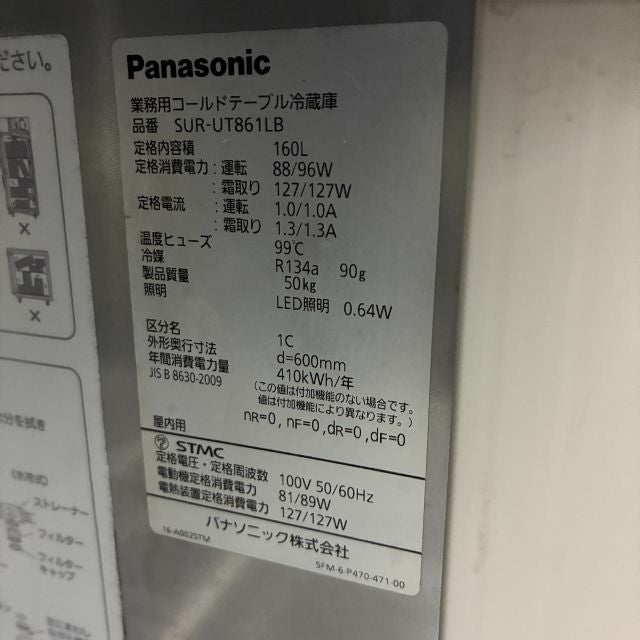 ださい。
Panasonic
業務用コールドテーブル冷蔵庫
品番 SUR-UT861LB
定格内容積 160L
定格消費電力:運転 88/96W
:霜取り 127/127W
定格電流 :運転 1.0/1.0A
:霜取り 1.3/1.3A
温度ヒューズ 99℃
冷媒 R134a 90g
製品質量 50kg
照明 LED照明 0.64W
区分名 1C
外形奥行寸法 d=600mm
年間消費電力量 410kWh/年
JIS B 8630-2009
(この値は付加機能のない場合です。
値は付加機能により異なります。)
nR=0, nF=0, dR=0, dF=0
屋内用
PS E STMC
定格電圧・定格周波数 100V 50/60Hz
電動機定格消費電力 81/89W
電熱装置定格消費電力 127/127W
パナソニック株式会社
16-A002STM
5FM-6-P470-471-00
×
×
分を拭き
(水冷式)
ストレーナー
フィルター
フィルター
キャップ